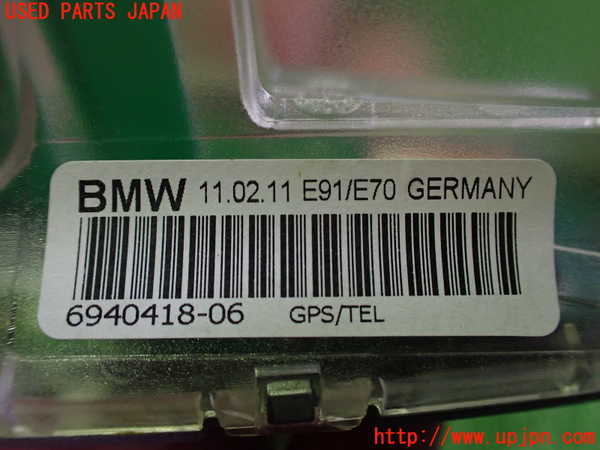 USED PARTS JAPAN
BMW 11.02.11 E91/E70 GERMANY
6940418-06 GPS/TEL
http://www.upjpn.com/